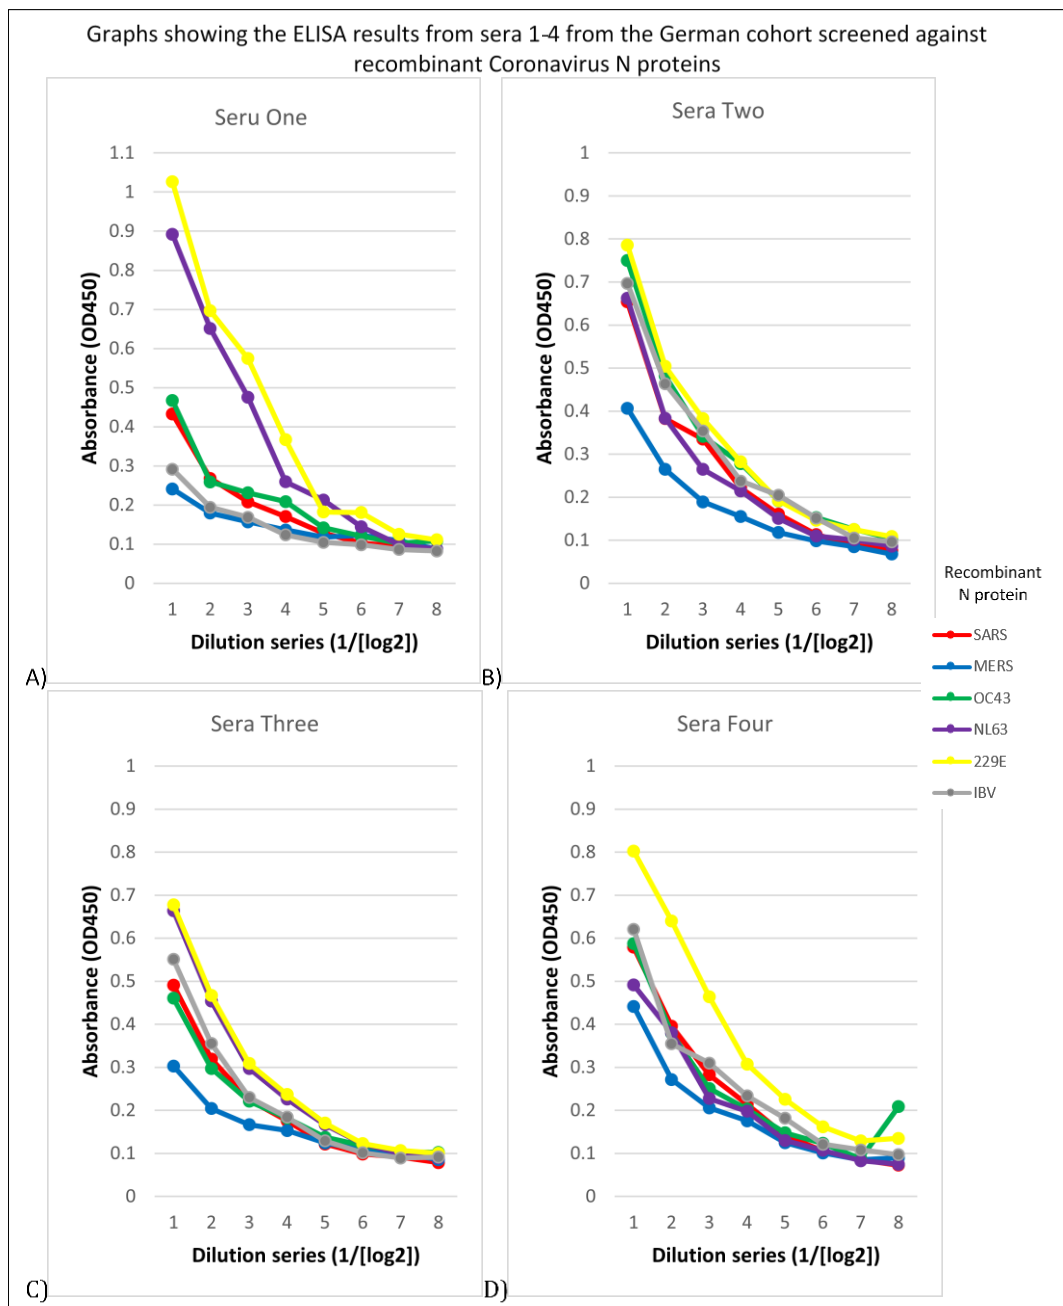 Graphs showing the ELISA results from sera 1-4 from the German cohort screened against
recombinant Coronavirus N proteins
Seru One
1.1
1
0.9
0.8
0.7
0.6
0.5
0.4
0.3
0.2
0.1
0
Absorbance (OD450)
1 2 3 4 5 6 7 8
Dilution series (1/[log2])
A)
Sera Two
1
0.9
0.8
0.7
0.6
0.5
0.4
0.3
0.2
0.1
0
Absorbance (OD450)
1 2 3 4 5 6 7 8
Dilution series (1/[log2])
B)
Recombinant
N protein
SARS
MERS
OC43
NL63
229E
IBV
Sera Three
1
0.9
0.8
0.7
0.6
0.5
0.4
0.3
0.2
0.1
0
Absorbance (OD450)
1 2 3 4 5 6 7 8
Dilution series (1/[log2])
C)
Sera Four
1
0.9
0.8
0.7
0.6
0.5
0.4
0.3
0.2
0.1
0
Absorbance (OD450)
1 2 3 4 5 6 7 8
Dilution series (1/[log2])
D)